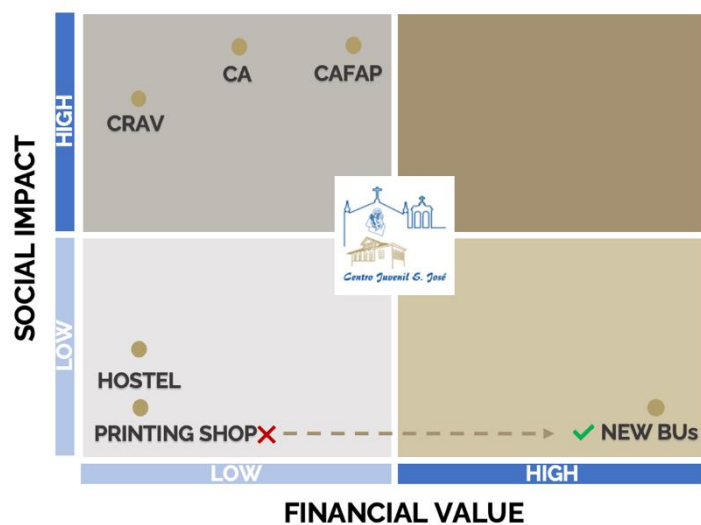 SOCIAL IMPACT
HIGH
LOW
CA
CAFAP
CRAV
Centro Juvenil S. José
HOSTEL
PRINTING SHOP
NEW BUs
LOW
HIGH
FINANCIAL VALUE